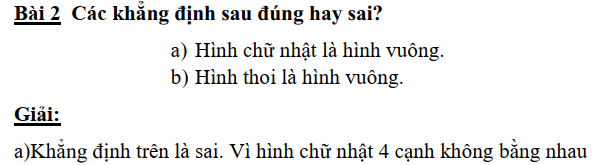 Bài 2 Các khẳng định sau đúng hay sai?
a) Hình chữ nhật là hình vuông.
b) Hình thoi là hình vuông.
Giải:
a)Khẳng định trên là sai. Vì hình chữ nhật 4 cạnh không bằng nhau